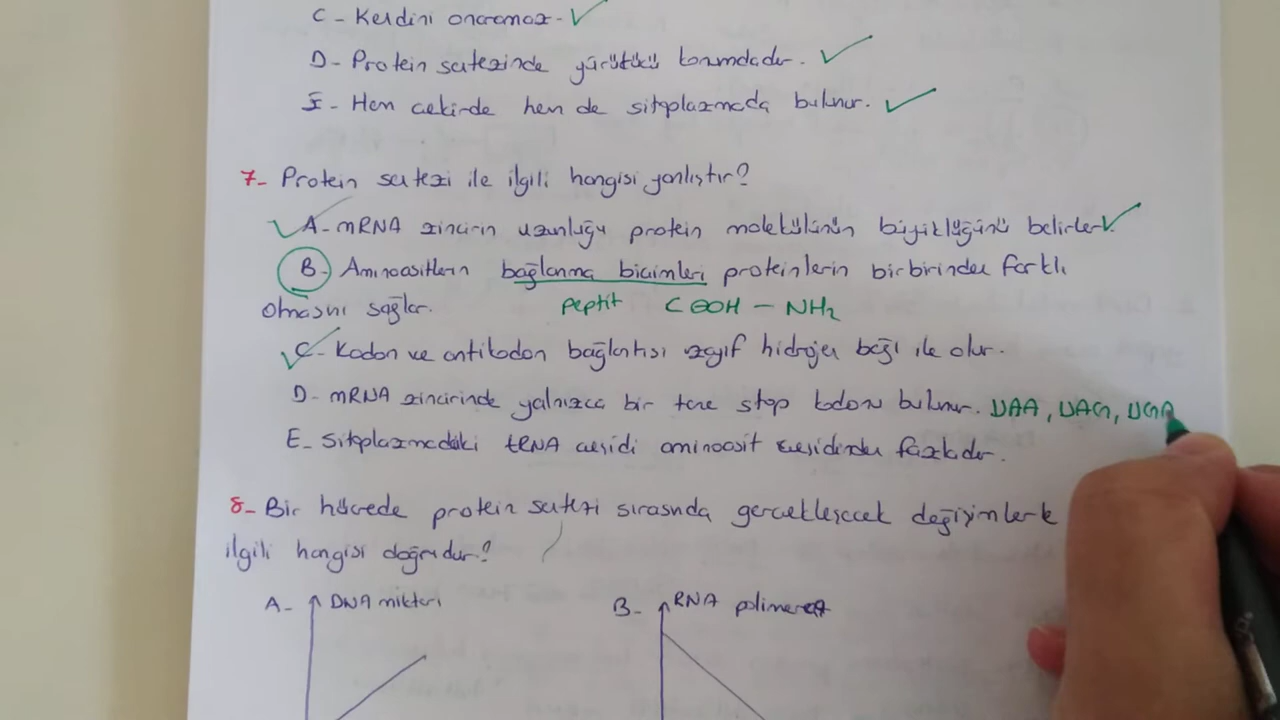 C - Kendini onaramaz.
D - Protein sentezinde yürütücü konumdadır.
E - Hem çekirde hem de sitoplazmada bulunur.
7- Protein sentezi ile ilgili hangisi yanlıştır?
A - mRNA zincirin uzunluğu protein molekülünün büyüklüğünü belirler.
B - Aminoasitlerin bağlanma biçimleri proteinlerin birbirinden farklı
olmasını sağlar. Peptit COOH - NH2
C - Kodon ve antikodon bağlantısı zayıf hidrojen bağı ile olur.
D - mRNA zincirinde yalnızca bir tane stop kodon bulunur. UAA, UAG, UGA
E - Sitoplazmadaki tRNA çeşidi aminoasit çeşidinden fazladır.
8- Bir hücrede protein sentezi sırasında gerçekleşecek değişimlerle
ilgili hangisi doğrudur?
A - DNA miktarı B - RNA polimeraz